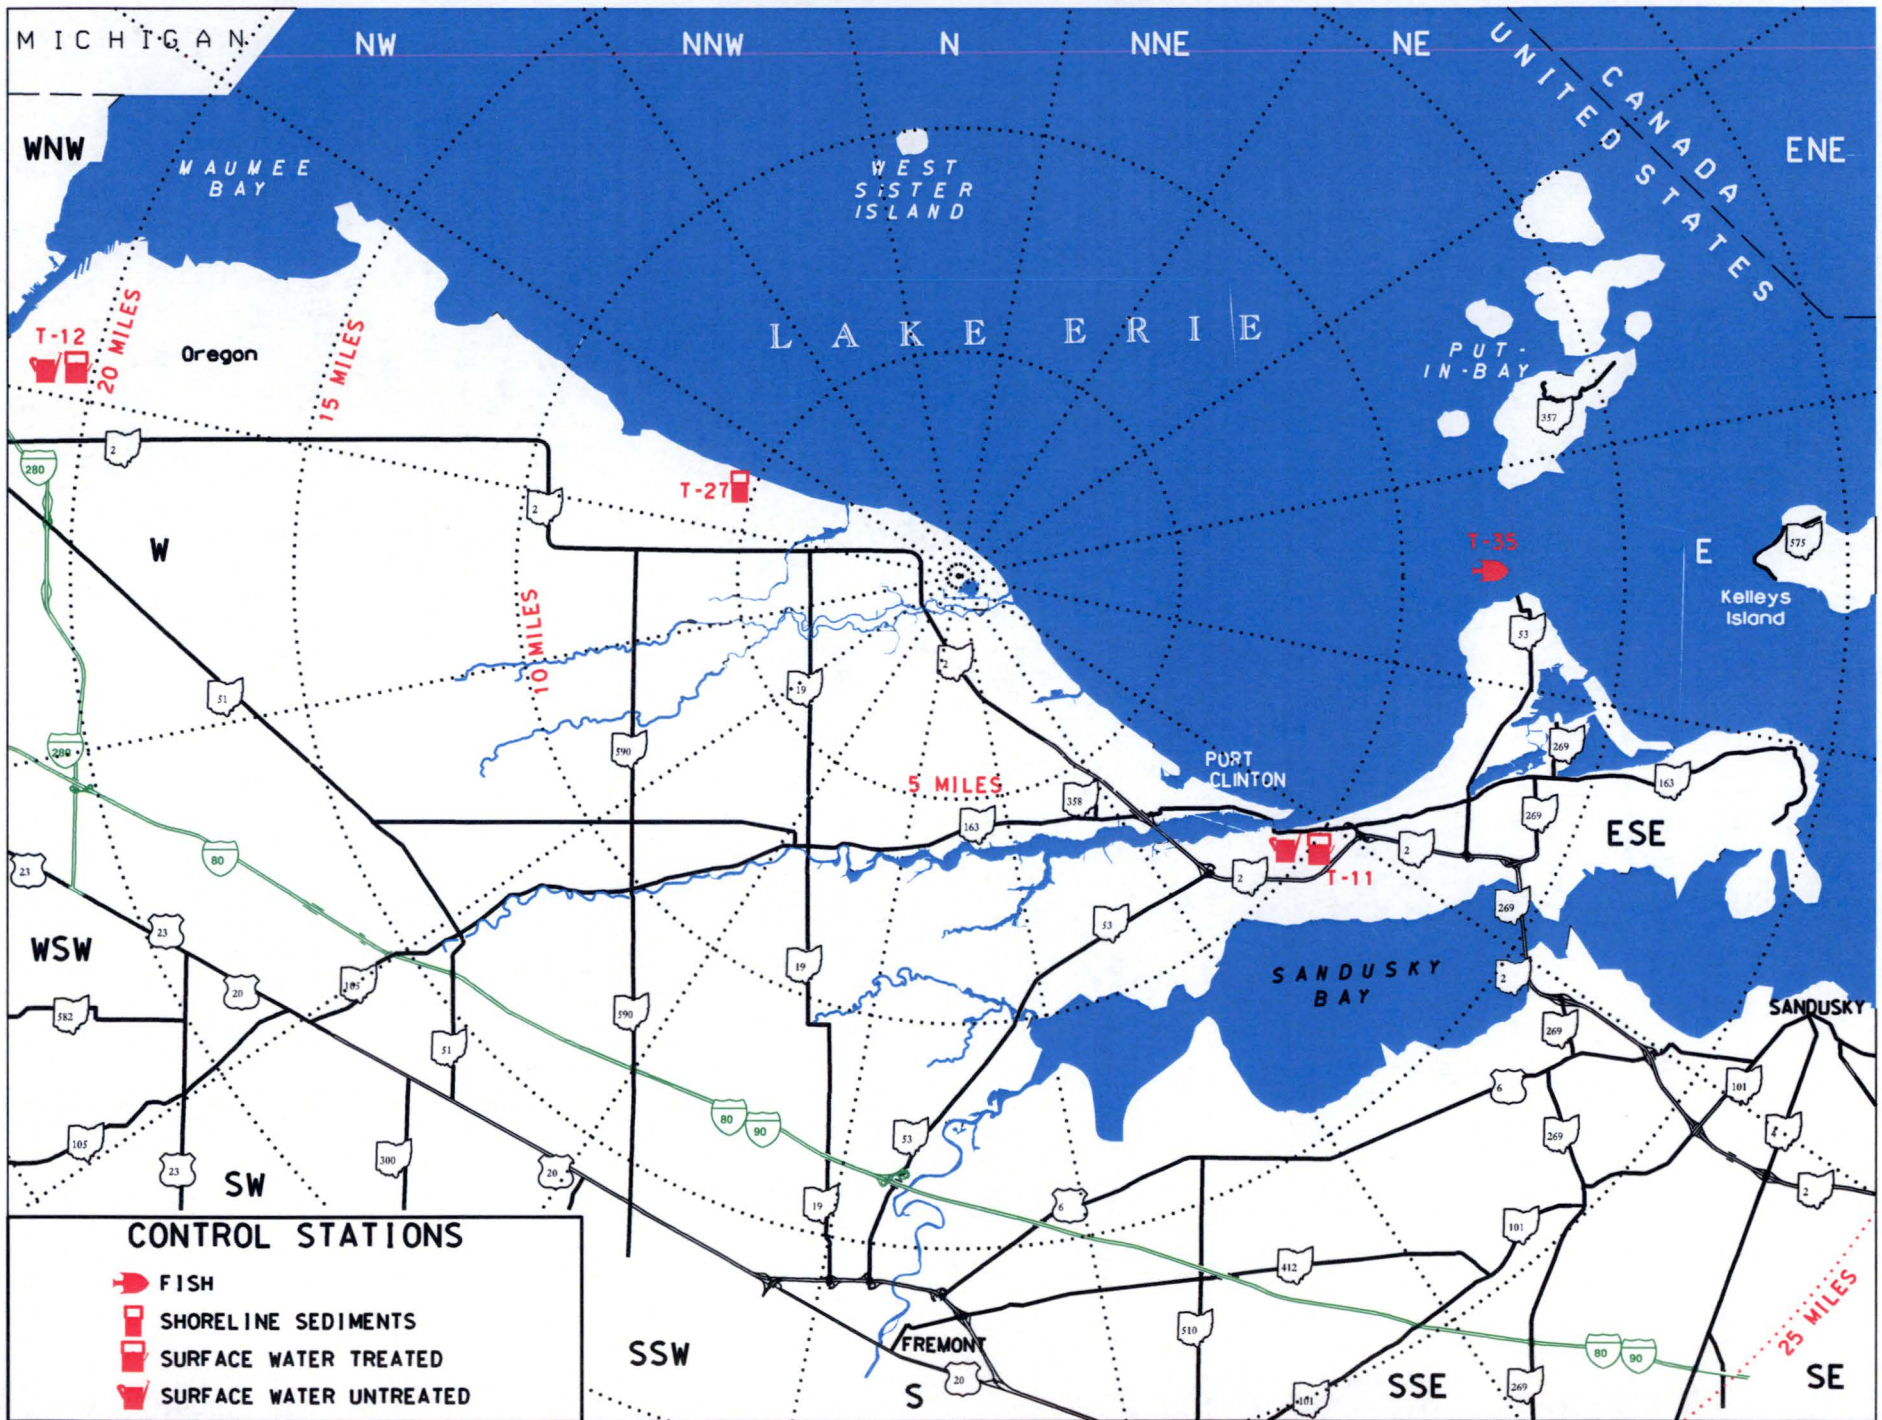 MICHIGAN
NW
NNW
N
NNE
NE
UNITED STATES
CANADA
WNW
MAUMEE
BAY
WEST
SISTER
ISLAND
ENE
T-12
20 MILES
Oregon
15 MILES
LAKE ERIE
PUT-
IN-BAY
357
2
280
T-27
2
W
T-35
E
575
Kelleys
Island
10 MILES
53
2
51
19
280
590
269
PORT
CLINTON
5 MILES
358
163
163
269
ESE
80
23
2
T-11
2
269
53
23
WSW
19
SANDUSKY
BAY
2
20
105
582
590
SANDUSKY
269
51
6
101
80
90
53
269
105
23
300
20
SW
2
19
6
101
CONTROL STATIONS
FISH
SHORELINE SEDIMENTS
SURFACE WATER TREATED
SURFACE WATER UNTREATED
412
25 MILES
SSW
FREMONT
510
80
90
20
S
SSE
269
SE
101